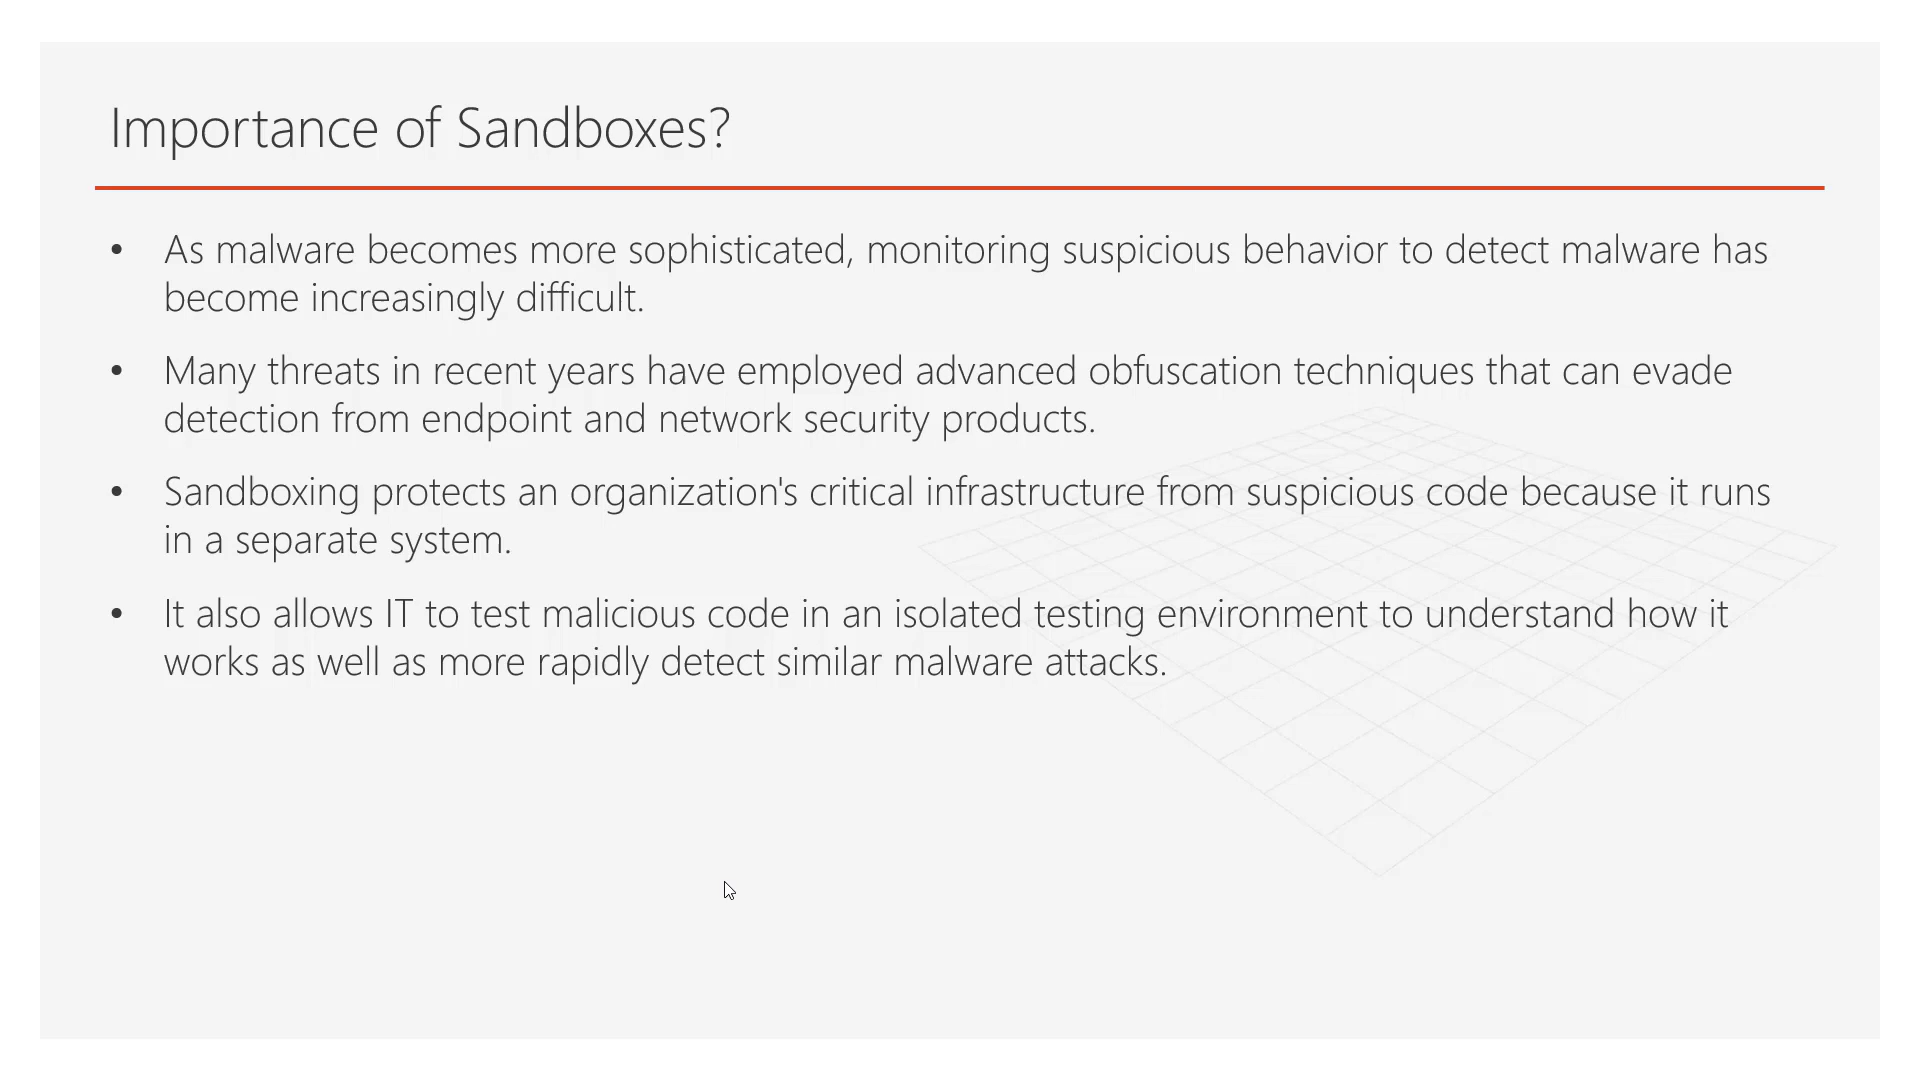 Importance of Sandboxes?
• As malware becomes more sophisticated, monitoring suspicious behavior to detect malware has
become increasingly difficult.
• Many threats in recent years have employed advanced obfuscation techniques that can evade
detection from endpoint and network security products.
• Sandboxing protects an organization's critical infrastructure from suspicious code because it runs
in a separate system.
• It also allows IT to test malicious code in an isolated testing environment to understand how it
works as well as more rapidly detect similar malware attacks.